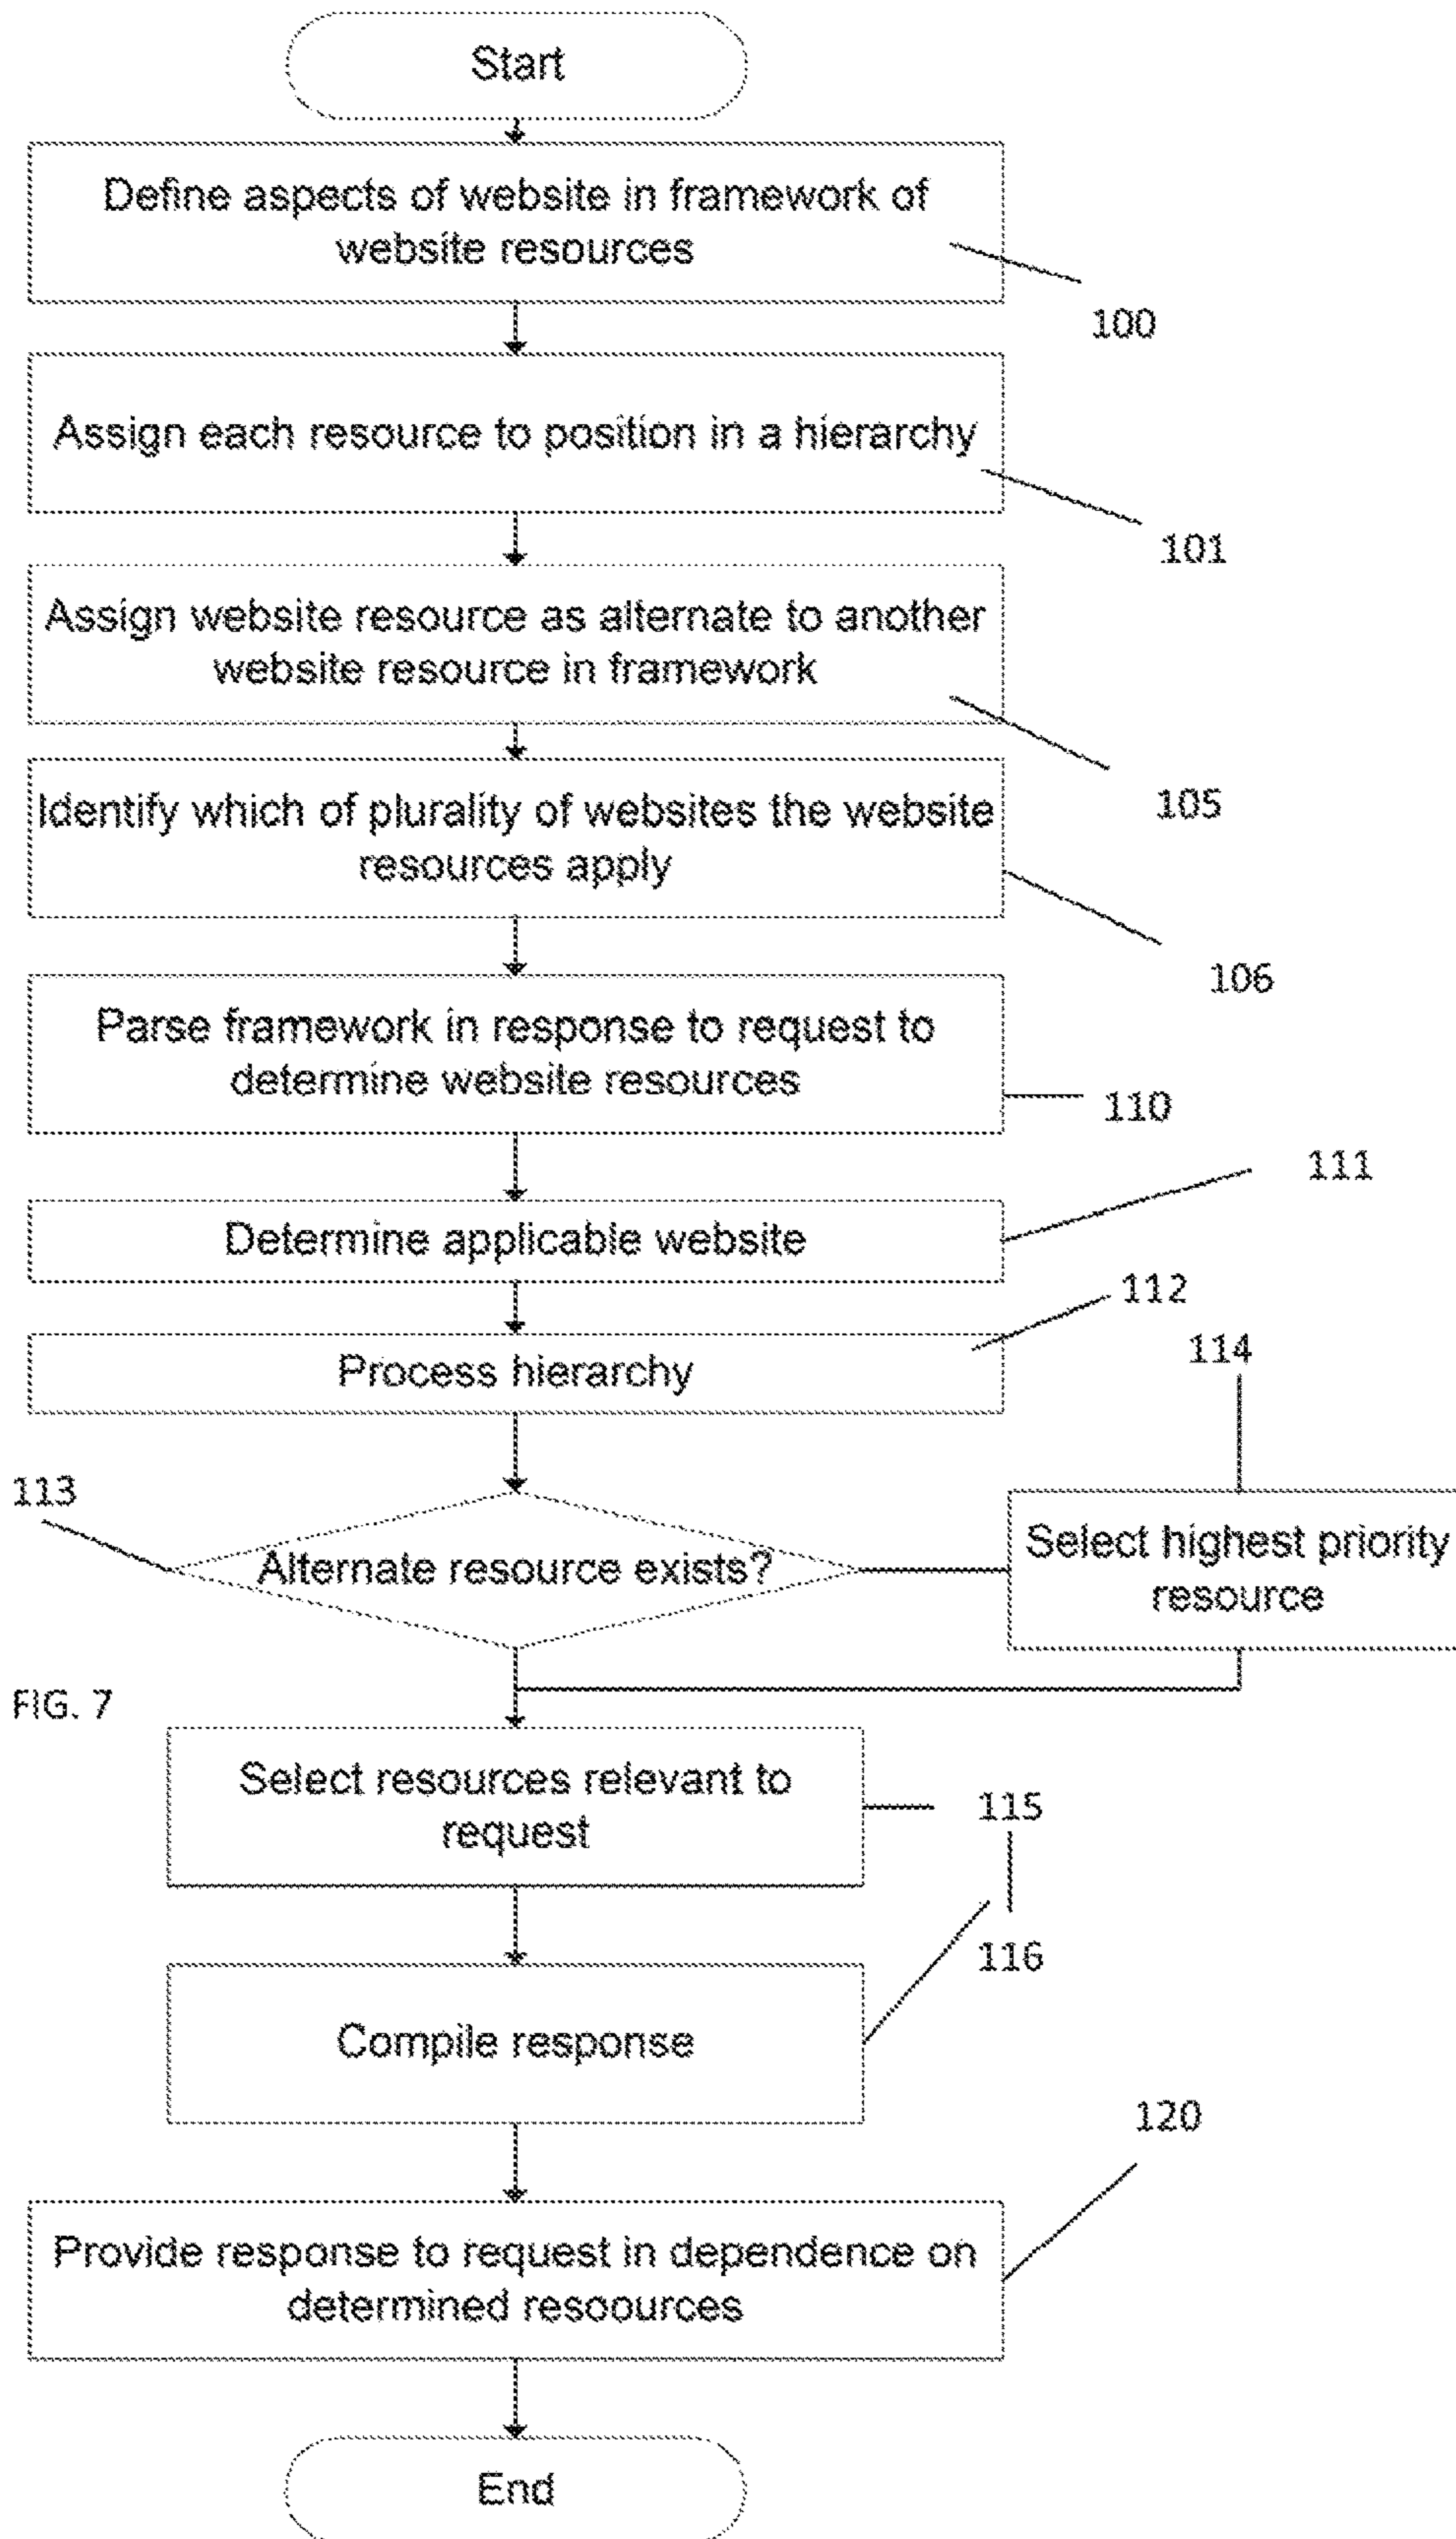 Start
Define aspects of website in framework of
website resources
100
Assign each resource to position in a hierarchy
101
Assign website resource as alternate to another
website resource in framework
105
Identify which of plurality of websites the website
resources apply
106
Parse framework in response to request to
determine website resources
110
111
Determine applicable website
112
Process hierarchy
114
113
Alternate resource exists?
Select highest priority
resource
FIG. 7
Select resources relevant to
request
115
116
Compile response
120
Provide response to request in dependence on
determined resoources
End